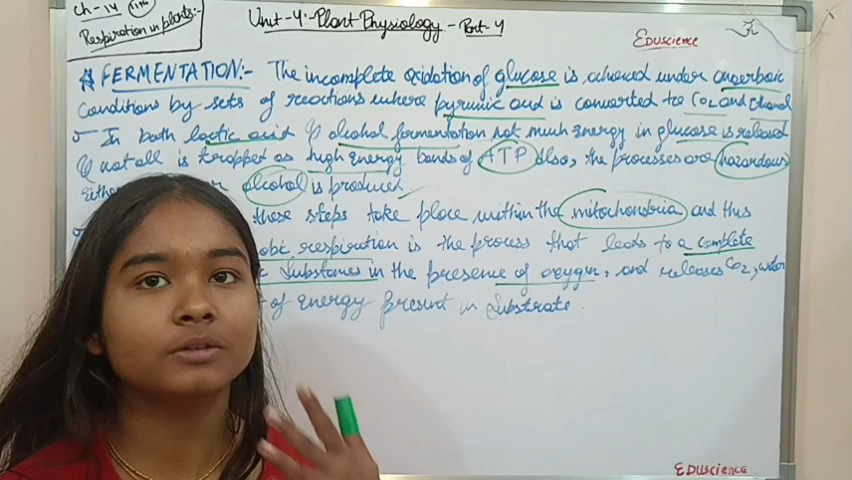 Ch-14
11th
Respiration in plants:-
Unit-4:-Plant Physiology - Part-4
EDUSCIENCE
FERMENTATION:- The incomplete oxidation of glucose is achieved under anaerobic
conditions by sets of reactions where pyruvic acid is converted to CO2 and Ethanol
In both lactic acid & alcohol fermentation not much energy in glucose is released
& not all is trapped as high energy bonds of ATP. Also, the processes are hazardous
either alcohol is produced.
these steps take place within the mitochondria and this
obic respiration is the process that leads to a complete
c Substances in the presence of oxygen, and releases CO2, water
t of energy present in Substrate.
EDUSCIENCE